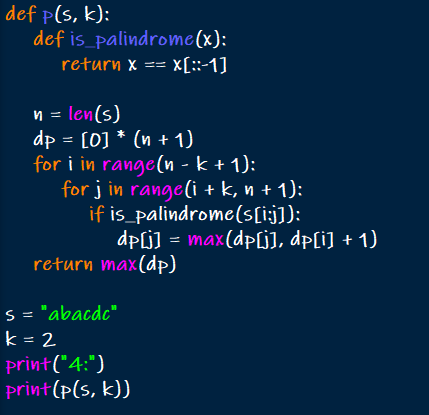 def p(s, k):
    def is_palindrome(x):
        return x == x[::-1]

    n = len(s)
    dp = [0] * (n + 1)
    for i in range(n - k + 1):
        for j in range(i + k, n + 1):
            if is_palindrome(s[i:j]):
                dp[j] = max(dp[j], dp[i] + 1)
    return max(dp)

s = "abacdc"
k = 2
print("4:")
print(p(s, k))